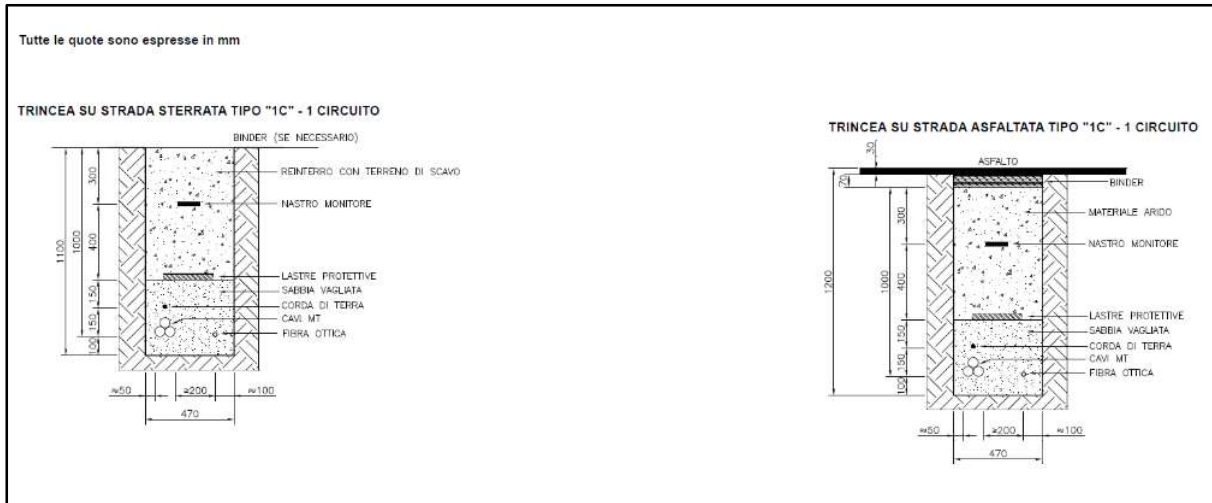 Tutte le quote sono espresse in mm
TRINCEA SU STRADA STERRATA TIPO "1C" - 1 CIRCUITO
BINDER (SE NECESSARIO)
REINTERRO CON TERRENO DI SCAVO
NASTRO MONITORE
LASTRE PROTETTIVE
SABBIA VAGLIATA
CORDA DI TERRA
CAVI MT
FIBRA OTTICA
1100
1000
300
400
150
150
100
≈50
≥200
≈100
470
TRINCEA SU STRADA ASFALTATA TIPO "1C" - 1 CIRCUITO
ASFALTO
BINDER
MATERIALE ARIDO
NASTRO MONITORE
LASTRE PROTETTIVE
SABBIA VAGLIATA
CORDA DI TERRA
CAVI MT
FIBRA OTTICA
30
70
1200
1000
300
400
150
150
100
≈50
≥200
≈100
470